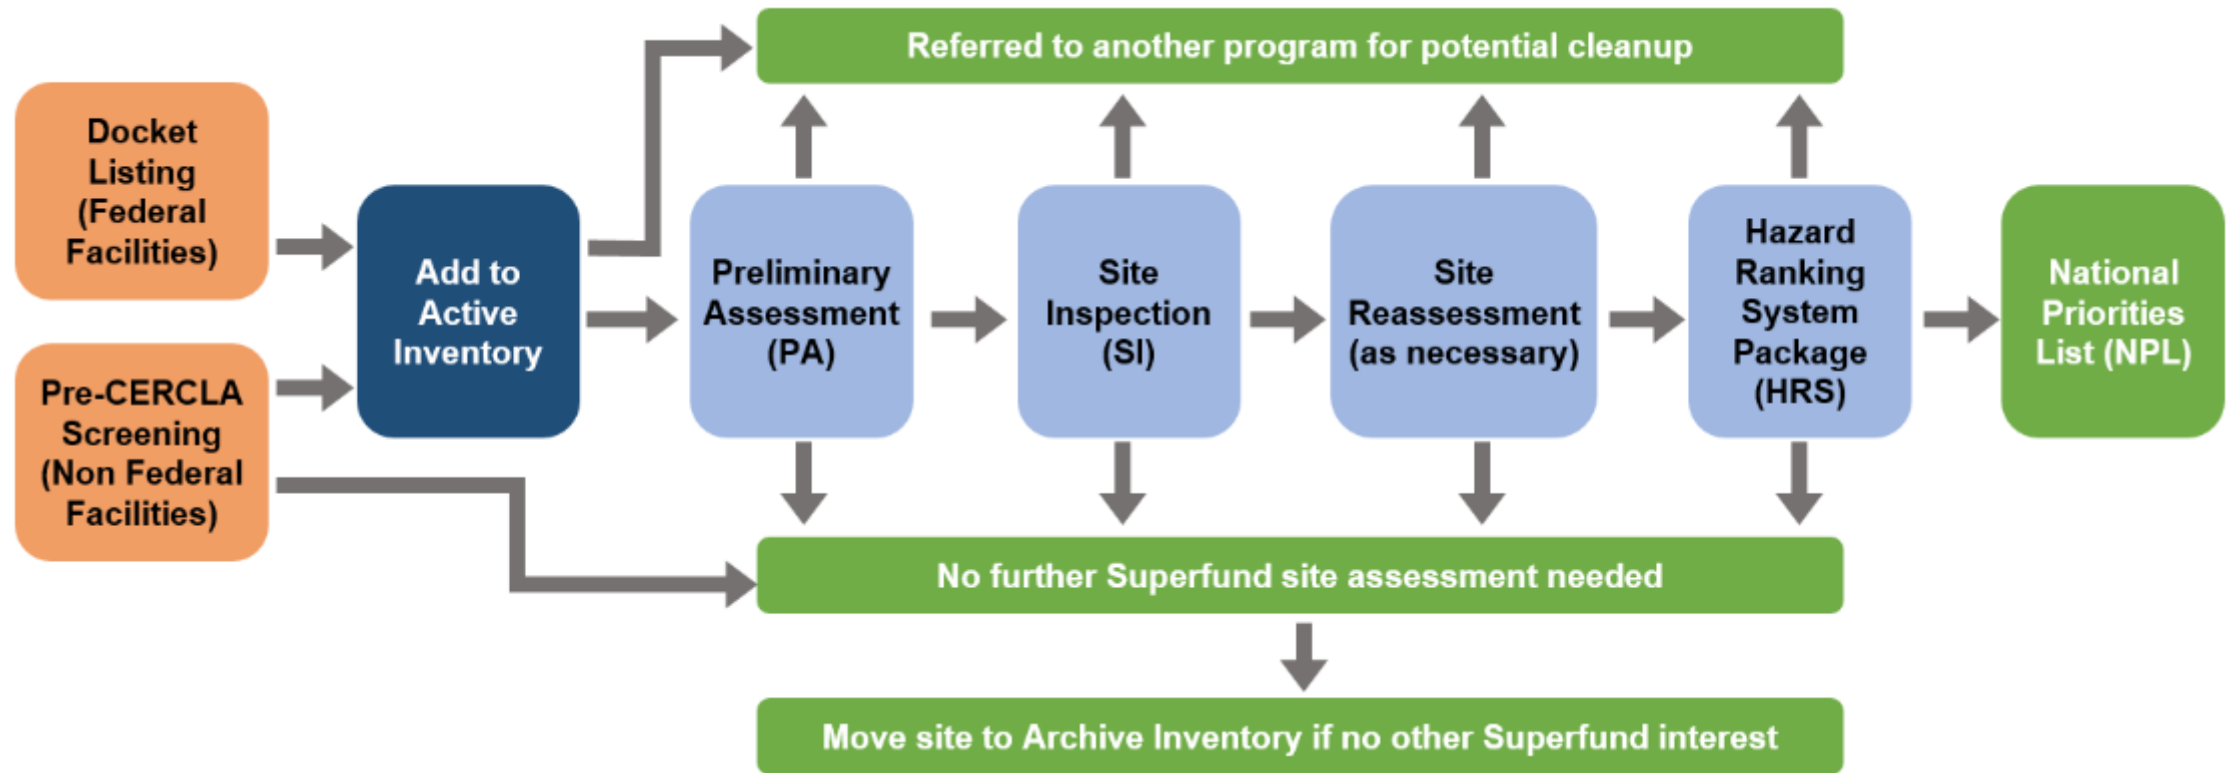 Referred to another program for potential cleanup
Docket
Listing
(Federal
Facilities)
Pre-CERCLA
Screening
(Non Federal
Facilities)
Add to
Active
Inventory
Preliminary
Assessment
(PA)
Site
Inspection
(SI)
Site
Reassessment
(as necessary)
Hazard
Ranking
System
Package
(HRS)
National
Priorities
List (NPL)
No further Superfund site assessment needed
Move site to Archive Inventory if no other Superfund interest